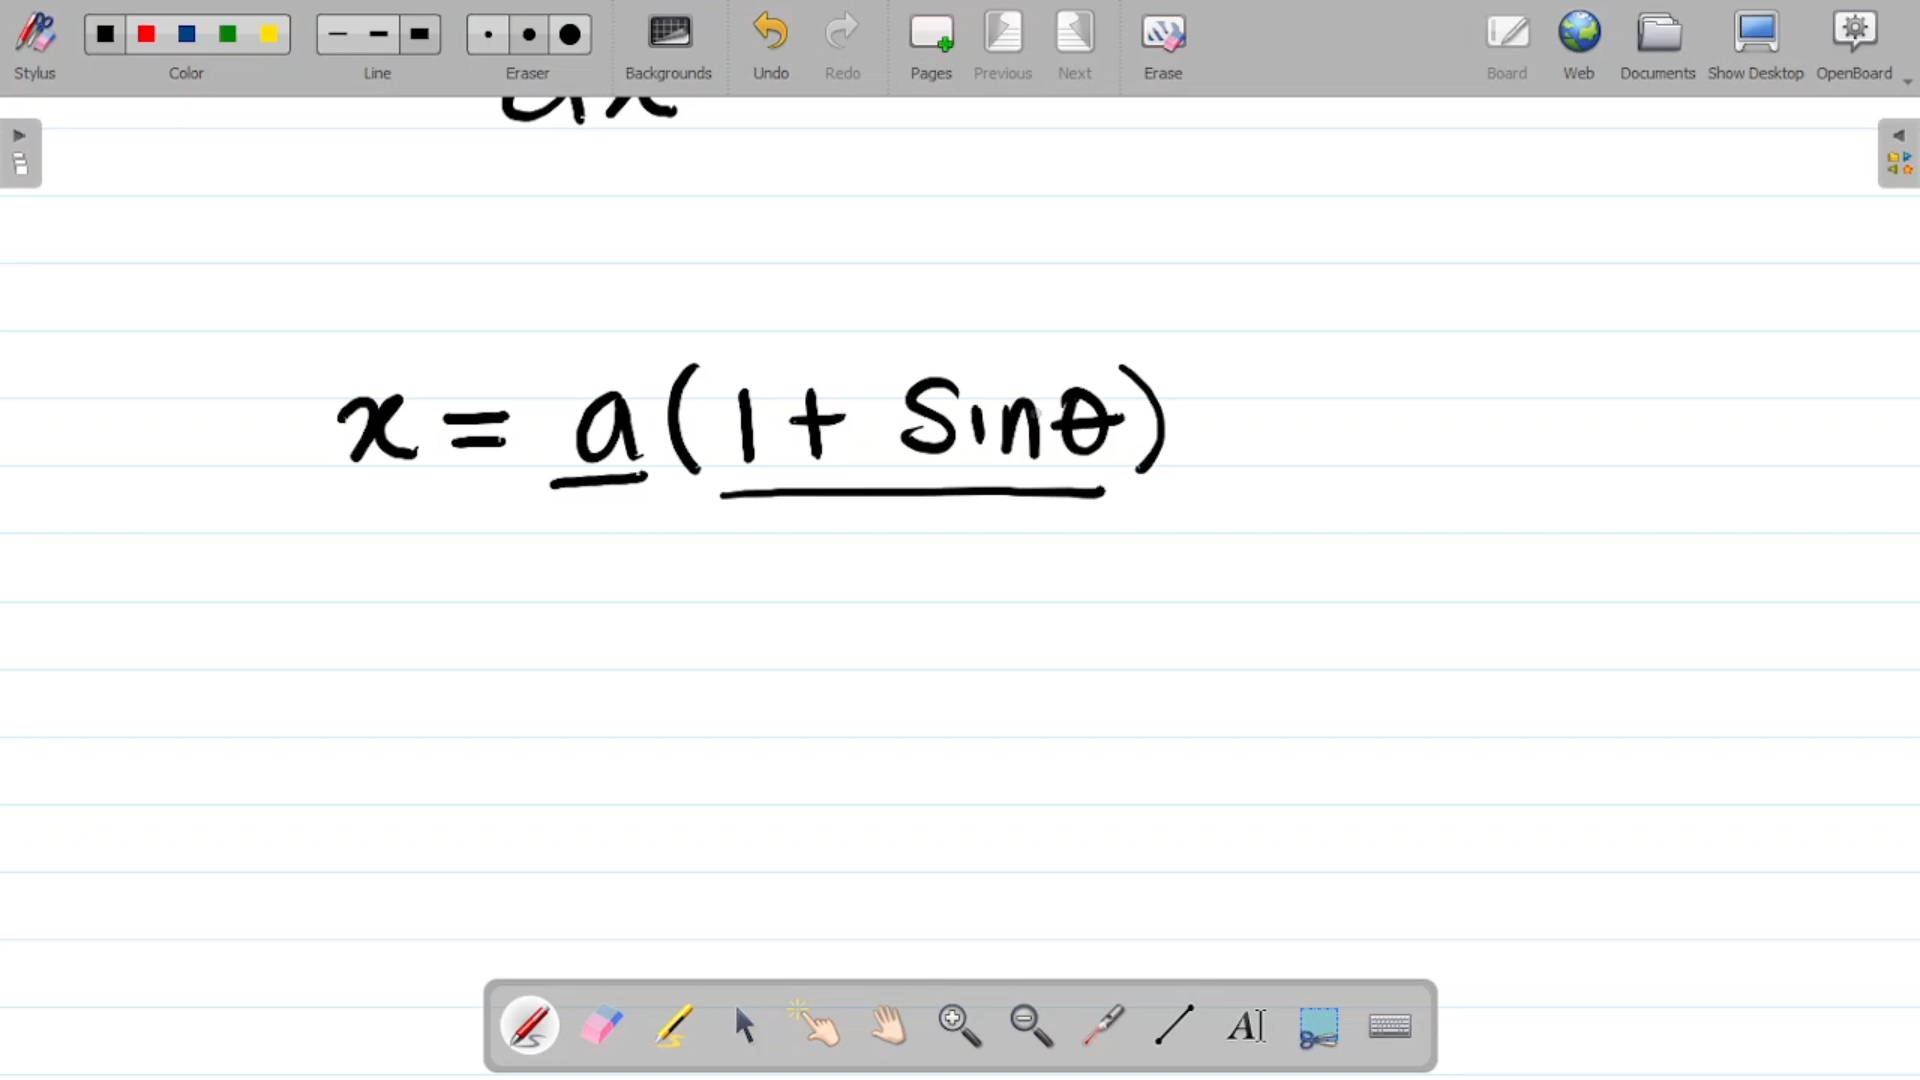 Stylus Color Line Eraser Backgrounds Undo Redo Pages Previous Next Erase Board Web Documents Show Desktop OpenBoard
dx
x = a(1 + Sinθ)